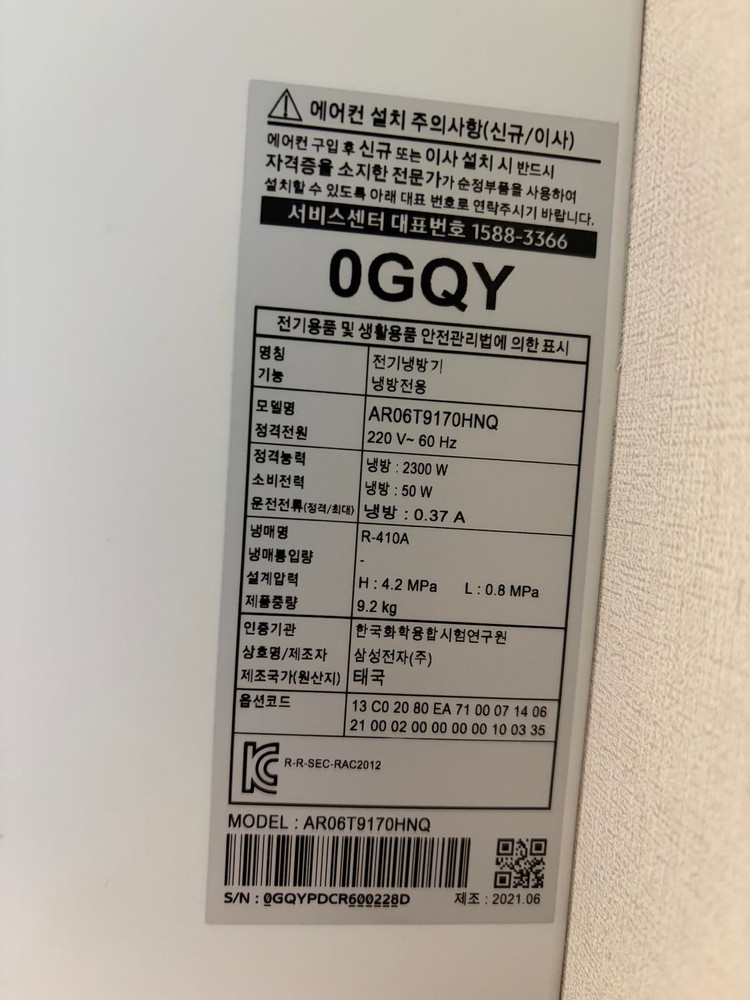 에어컨 설치 주의사항(신규/이사)
에어컨 구입 후 신규 또는 이사 설치 시 반드시
자격증을 소지한 전문가가 순정부품을 사용하여
설치할 수 있도록 아래 대표 번호로 연락주시기 바랍니다.
서비스센터 대표번호 1588-3366
0GQY
전기용품 및 생활용품 안전관리법에 의한 표시
명칭 전기냉방기
기능 냉방전용
모델명 AR06T9170HNQ
정격전원 220 V~ 60 Hz
정격능력 냉방 : 2300 W
소비전력 냉방 : 50 W
운전전류(정격/최대) 냉방 : 0.37 A
냉매명 R-410A
냉매통입량 -
설계압력 H : 4.2 MPa L : 0.8 MPa
제품중량 9.2 kg
인증기관 한국화학융합시험연구원
상호명/제조자 삼성전자(주)
제조국가(원산지) 태국
옵션코드 13 C0 20 80 EA 71 00 07 14 06
21 00 02 00 00 00 00 10 03 35
R-R-SEC-RAC2012
MODEL : AR06T9170HNQ
S/N : 0GQYPDCR600228D 제조 : 2021.06